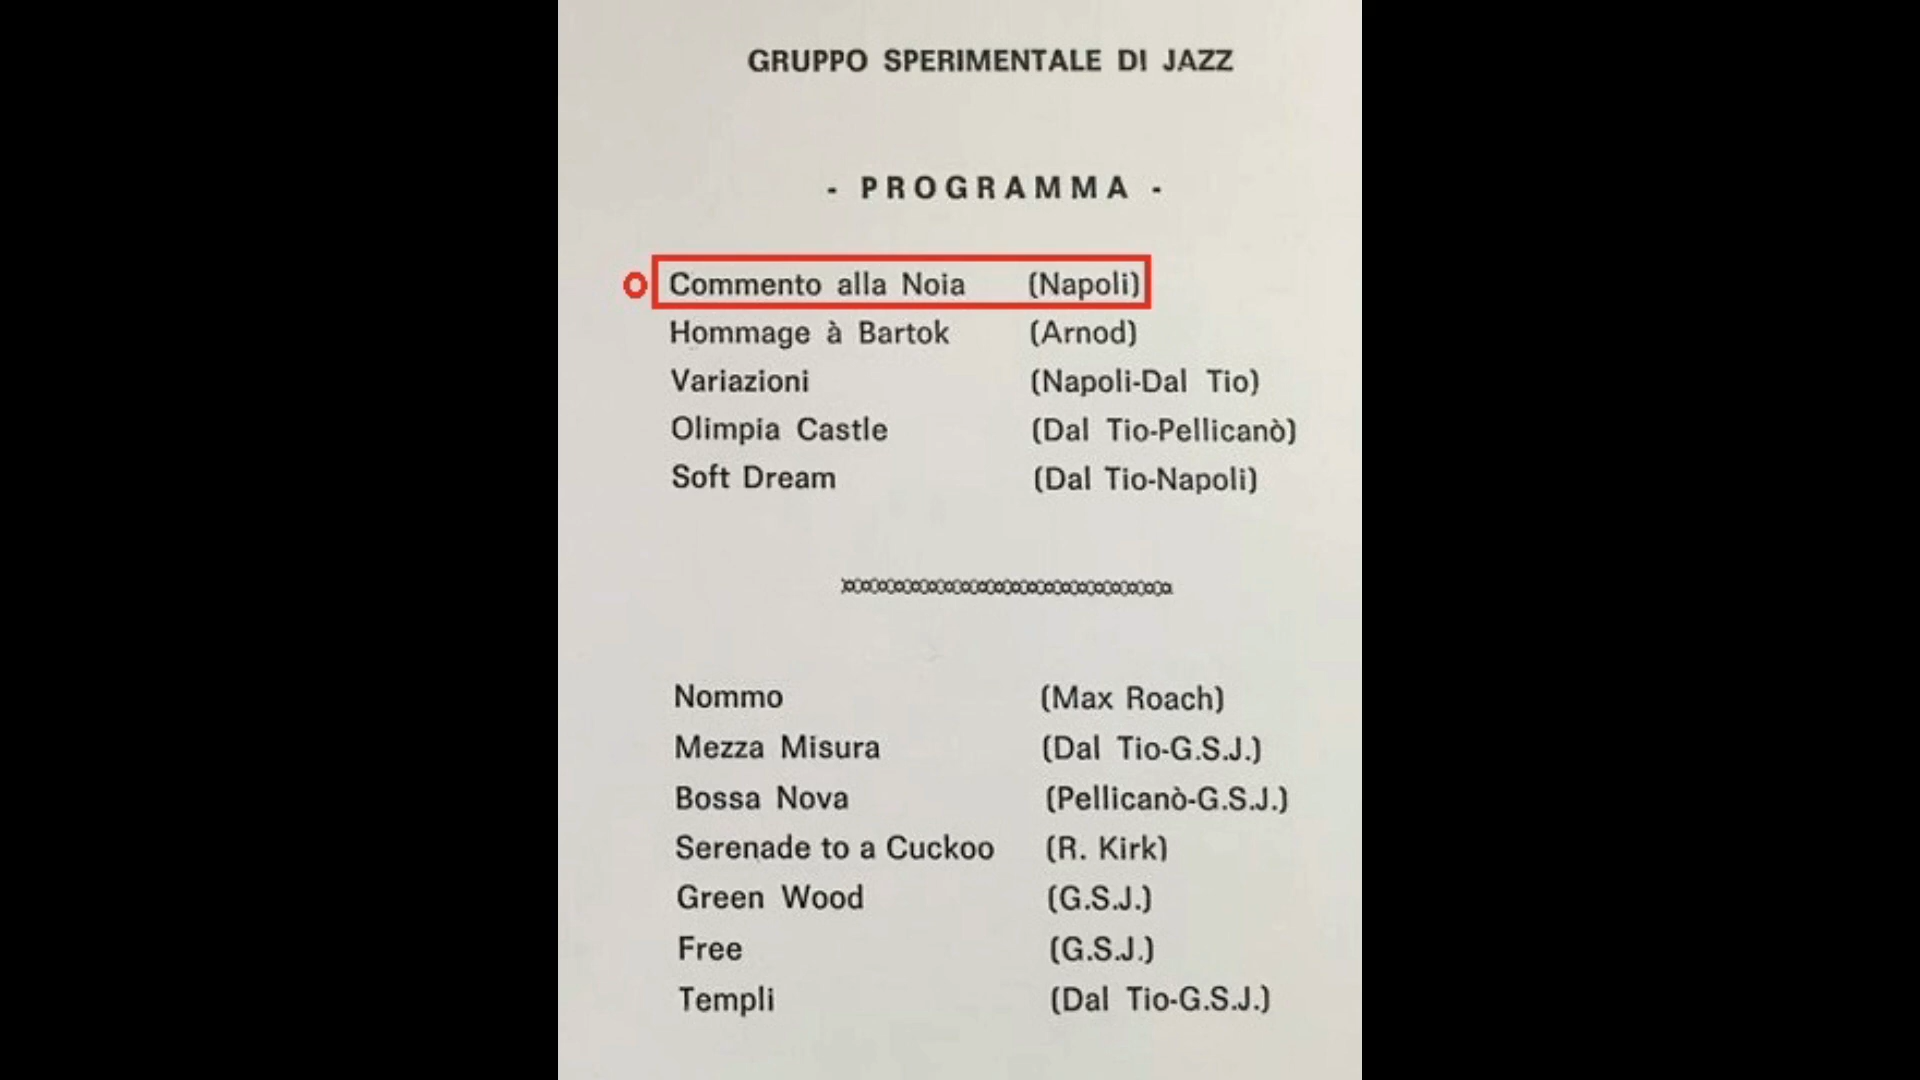 GRUPPO SPERIMENTALE DI JAZZ
- PROGRAMMA -
Commento alla Noia (Napoli)
Hommage à Bartok (Arnod)
Variazioni (Napoli-Dal Tio)
Olimpia Castle (Dal Tio-Pellicanò)
Soft Dream (Dal Tio-Napoli)
Nommo (Max Roach)
Mezza Misura (Dal Tio-G.S.J.)
Bossa Nova (Pellicanò-G.S.J.)
Serenade to a Cuckoo (R. Kirk)
Green Wood (G.S.J.)
Free (G.S.J.)
Templi (Dal Tio-G.S.J.)